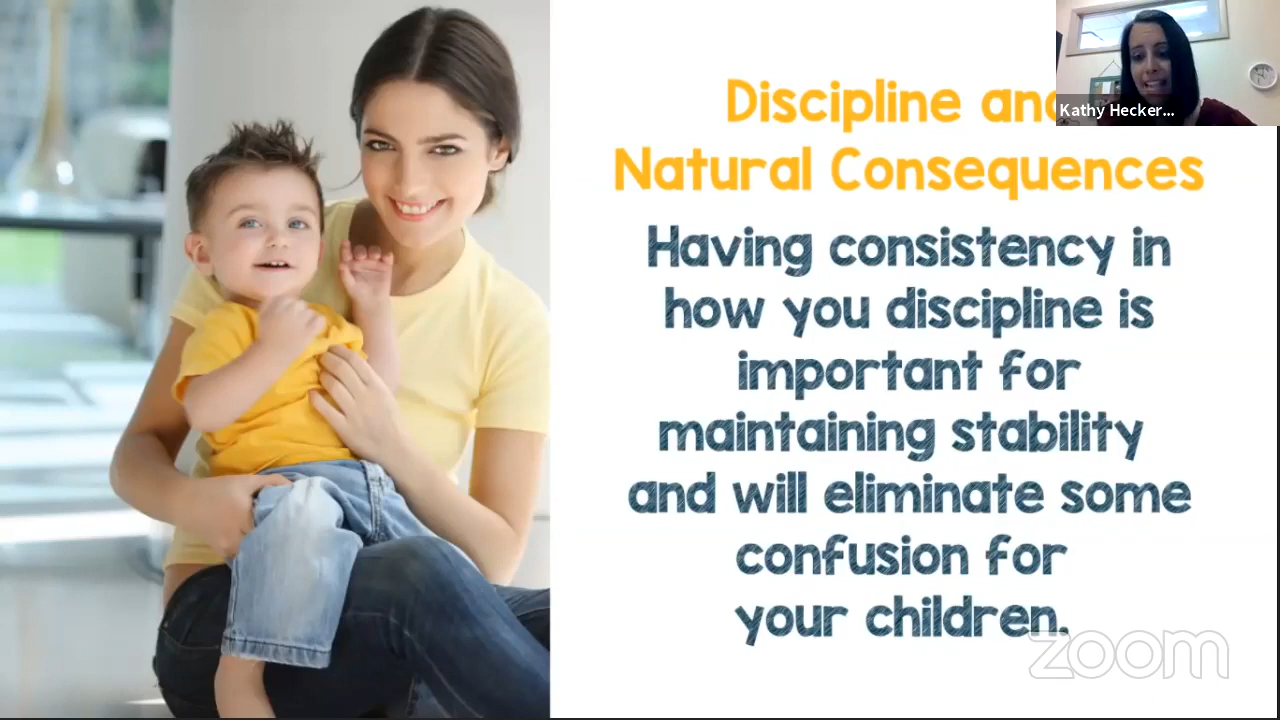 Discipline and
Natural Consequences
Having consistency in
how you discipline is
important for
maintaining stability
and will eliminate some
confusion for
your children.
Kathy Hecker...
zoom